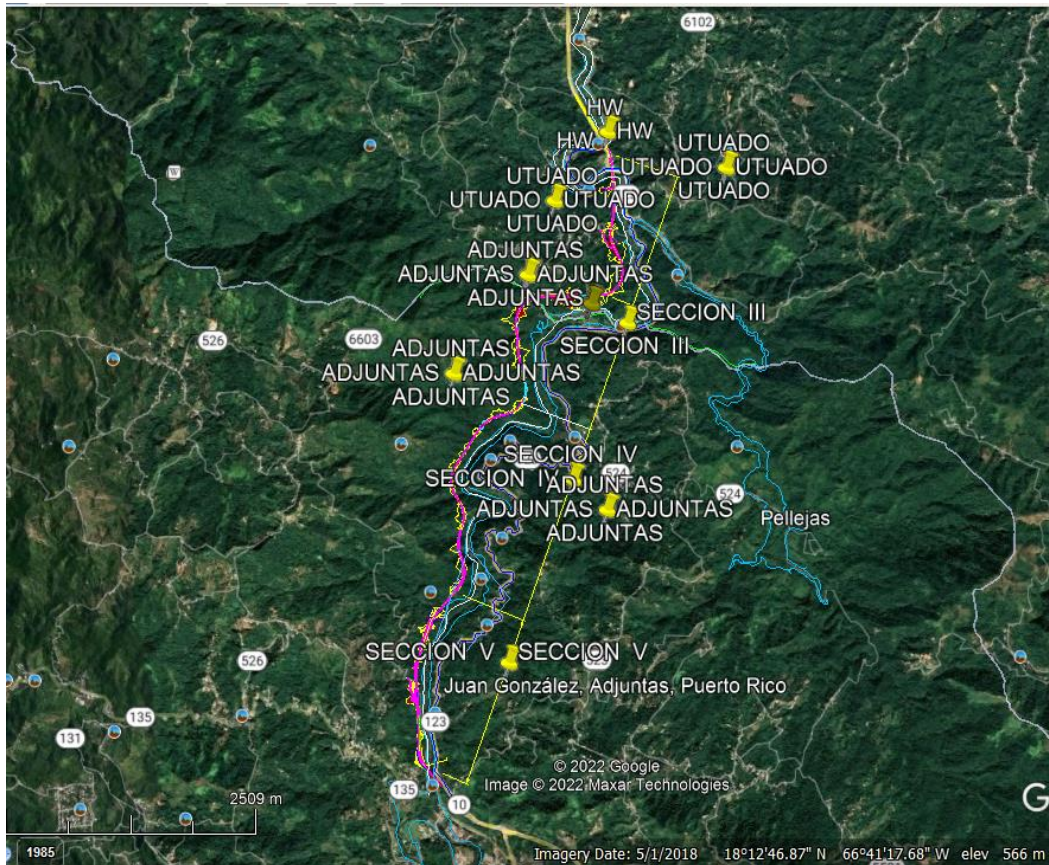 6102
HW
HW
HW
UTUADO
UTUADO
UTUADO
UTUADO
UTUADO
UTUADO
UTUADO
UTUADO
ADJUNTAS
ADJUNTAS
ADJUNTAS
ADJUNTAS
SECCION III
SECCION III
526
6603
ADJUNTAS
ADJUNTAS
ADJUNTAS
ADJUNTAS
SECCION IV
SECCION IV
524
ADJUNTAS
ADJUNTAS
ADJUNTAS
ADJUNTAS
524
Pellejas
SECCION V
SECCION V
526
Juan González, Adjuntas, Puerto Rico
135
123
131
© 2022 Google
Image © 2022 Maxar Technologies
2509 m
135
10
G
1985
Imagery Date: 5/1/2018 18°12'46.87" N 66°41'17.68" W elev 566 m